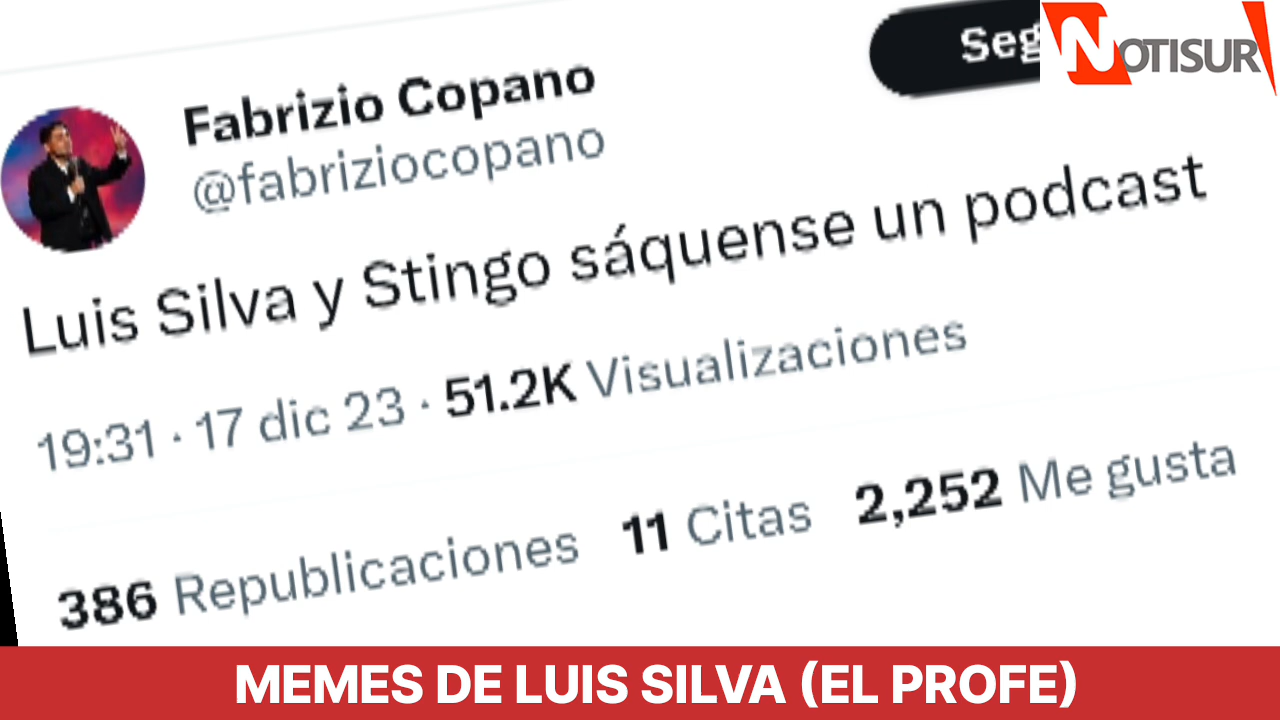 Fabrizio Copano
@fabriziocopano
Seg
NOTISUR
Luis Silva y Stingo sáquense un podcast
19:31 · 17 dic 23 · 51.2K Visualizaciones
386 Republicaciones 11 Citas 2,252 Me gusta
MEMES DE LUIS SILVA (EL PROFE)